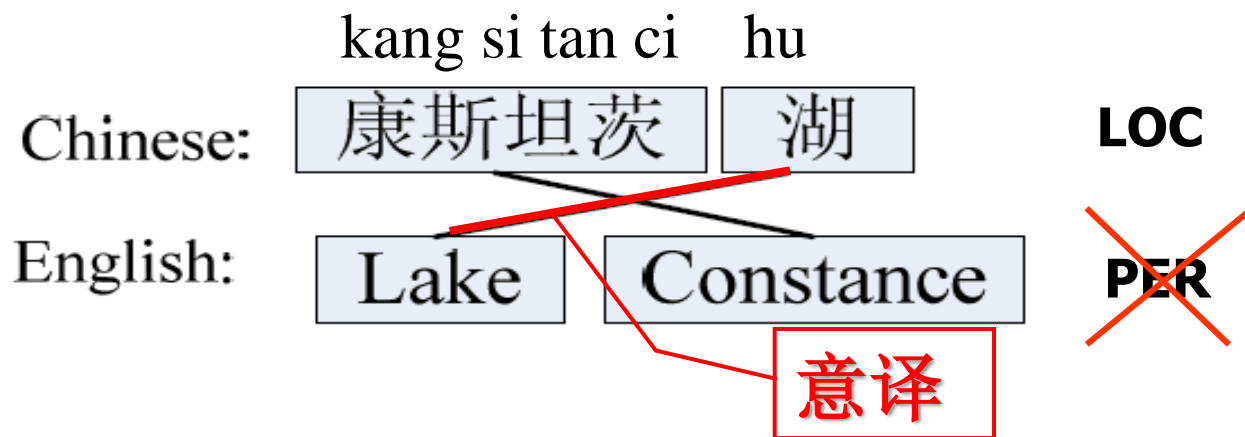 kang si tan ci hu
Chinese: 康斯坦茨 湖 LOC
English: Lake Constance PER
意译